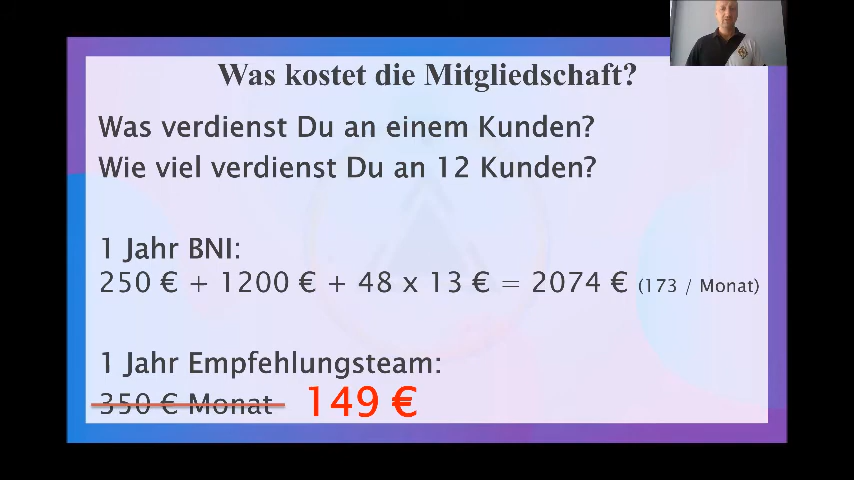 Was kostet die Mitgliedschaft?
Was verdienst Du an einem Kunden?
Wie viel verdienst Du an 12 Kunden?
1 Jahr BNI:
250 € + 1200 € + 48 x 13 € = 2074 € (173 / Monat)
1 Jahr Empfehlungsteam:
350 € Monat 149 €